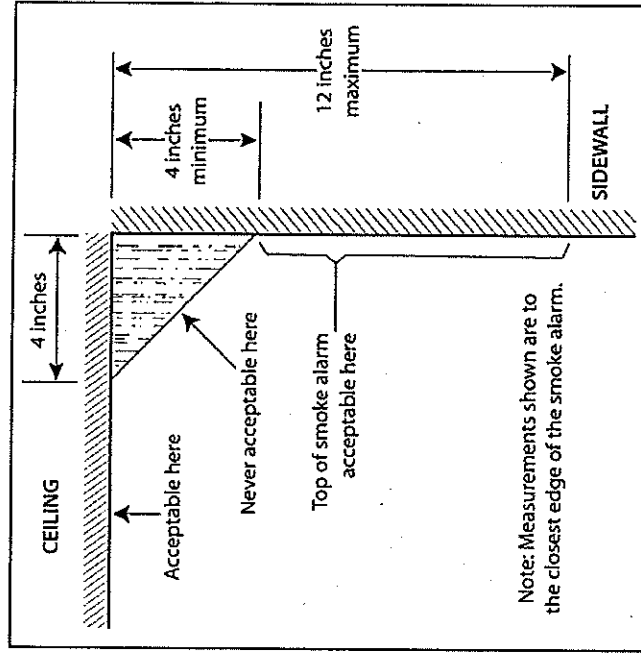 CEILING
4 inches
Acceptable here
Never acceptable here
4 inches
minimum
12 inches
maximum
Top of smoke alarm
acceptable here
SIDEWALL
Note: Measurements shown are to
the closest edge of the smoke alarm.